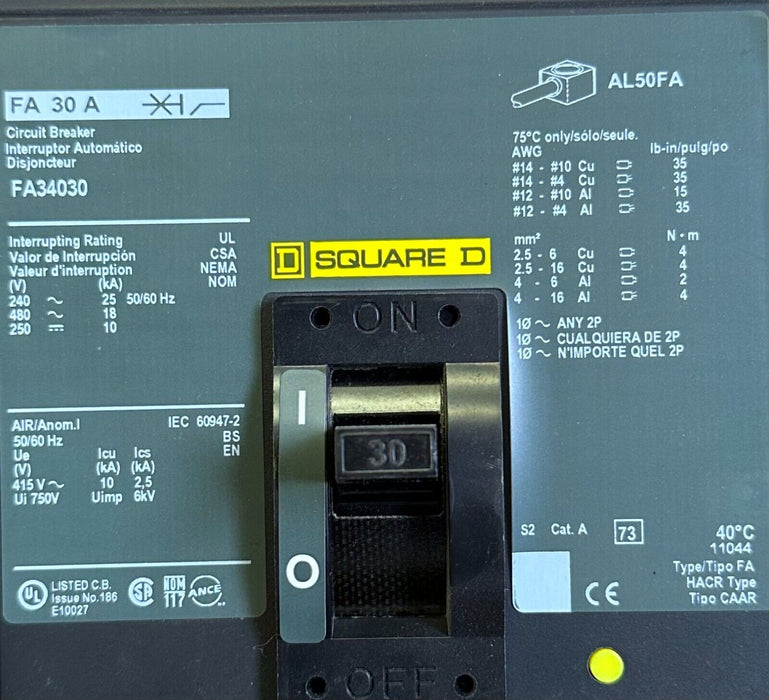 FA 30 A
Circuit Breaker
Interruptor Automático
Disjoncteur
FA34030
Interrupting Rating UL
Valor de Interrupción CSA
Valeur d'interruption NEMA
(V) (kA) NOM
240 ~ 25 50/60 Hz
480 ~ 18
250 ⎓ 10
AIR/Anom.I IEC 60947-2
50/60 Hz BS
Ue Icu Ics EN
(V) (kA) (kA)
415 V~ 10 2,5
Ui 750V Uimp 6kV
UL LISTED C.B.
Issue No.186
E10027
SA
NOM
117
ANCE
SQUARE D
ON
I
30
O
OFF
AL50FA
75°C only/sólo/seule.
AWG lb-in/pulg/po
#14 - #10 Cu 35
#14 - #4 Cu 35
#12 - #10 Al 15
#12 - #4 Al 35
mm² N·m
2.5 - 6 Cu 4
2.5 - 16 Cu 4
4 - 6 Al 2
4 - 16 Al 4
1Ø ~ ANY 2P
1Ø ~ CUALQUIERA DE 2P
1Ø ~ N'IMPORTE QUEL 2P
S2 Cat. A 73 40°C
11044
Type/Tipo FA
CE HACR Type
Tipo CAAR